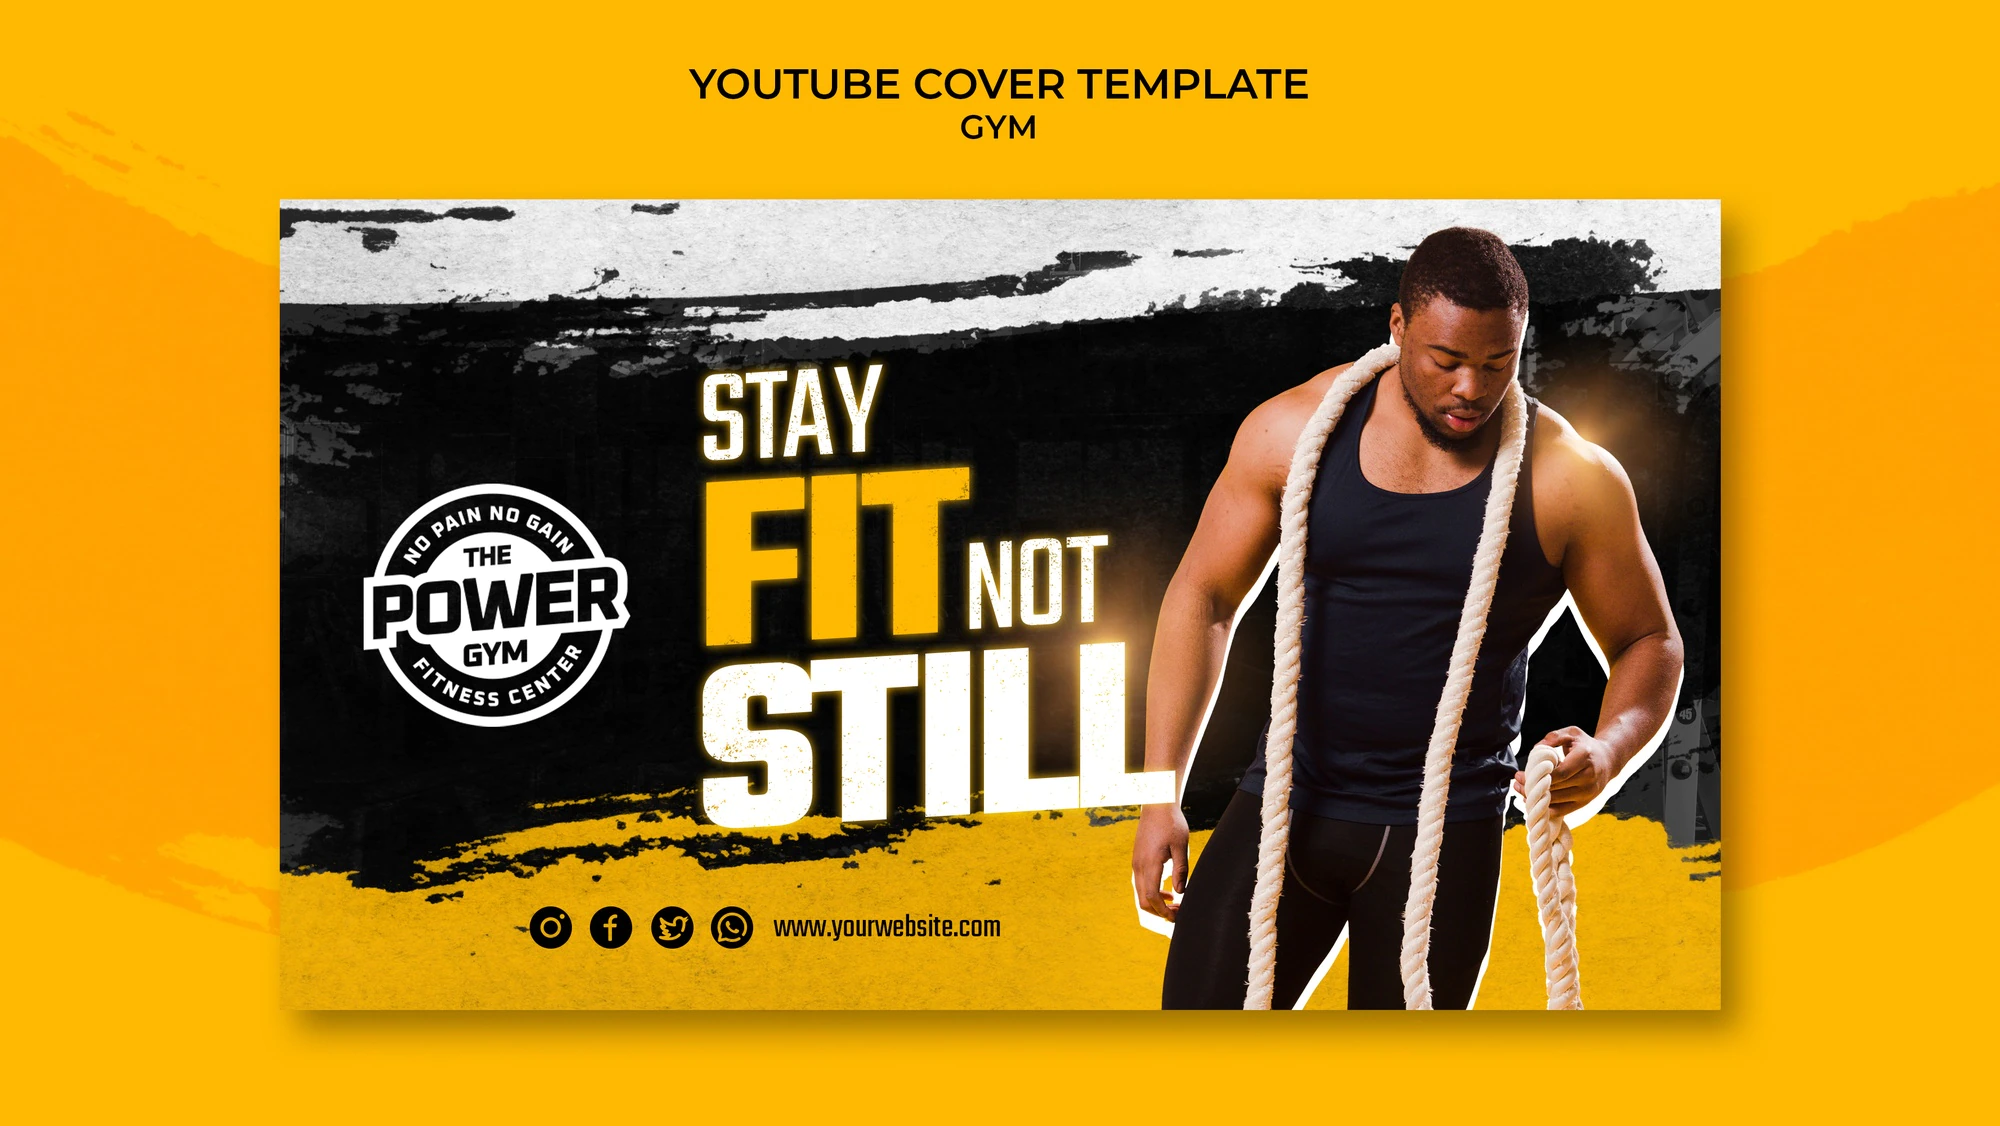 YOUTUBE COVER TEMPLATE
GYM
NO PAIN NO GAIN
THE
POWER
GYM
FITNESS CENTER
STAY
FIT NOT
STILL
www.yourwebsite.com
45